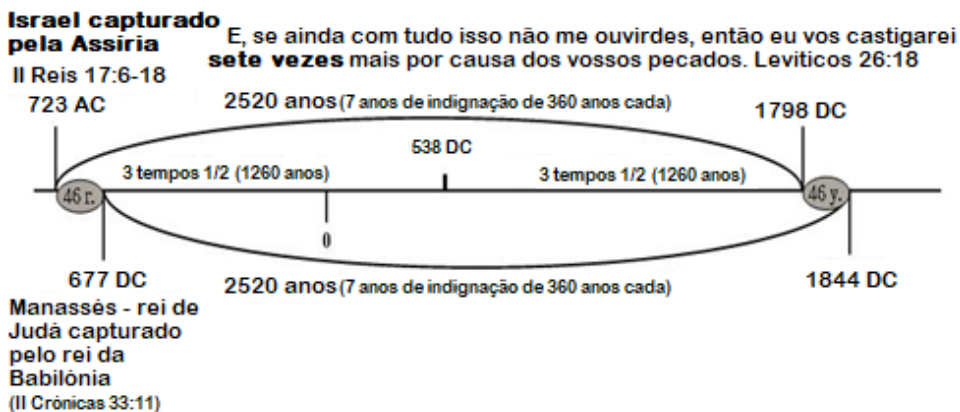 Israel capturado
pela Assíria
II Reis 17:6-18
E, se ainda com tudo isso não me ouvirdes, então eu vos castigarei
sete vezes mais por causa dos vossos pecados. Levíticos 26:18
723 AC
2520 anos (7 anos de indignação de 360 anos cada)
1798 DC
538 DC
3 tempos 1/2 (1260 anos)
3 tempos 1/2 (1260 anos)
46 r.
46 y.
0
677 DC
2520 anos (7 anos de indignação de 360 anos cada)
1844 DC
Manassés - rei de
Judá capturado
pelo rei da
Babilónia
(II Crónicas 33:11)